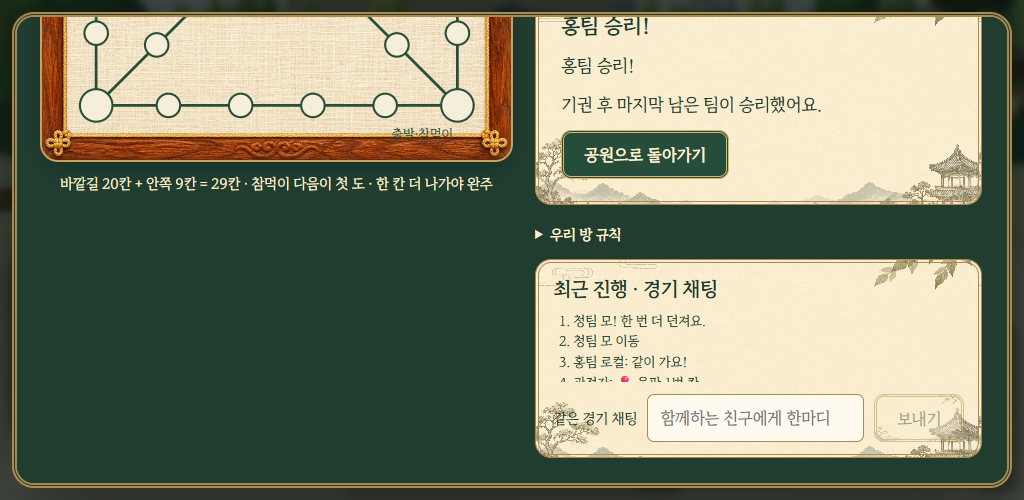 출발·참먹이
바깥길 20칸 + 안쪽 9칸 = 29칸 · 참먹이 다음이 첫 도 · 한 칸 더 나가야 완주
홍팀 승리!
홍팀 승리!
기권 후 마지막 남은 팀이 승리했어요.
공원으로 돌아가기
▶ 우리 방 규칙
최근 진행 · 경기 채팅
1. 청팀 모! 한 번 더 던져요.
2. 청팀 모 이동
3. 홍팀 로컬: 같이 가요!
같은 경기 채팅
함께하는 친구에게 한마디
보내기